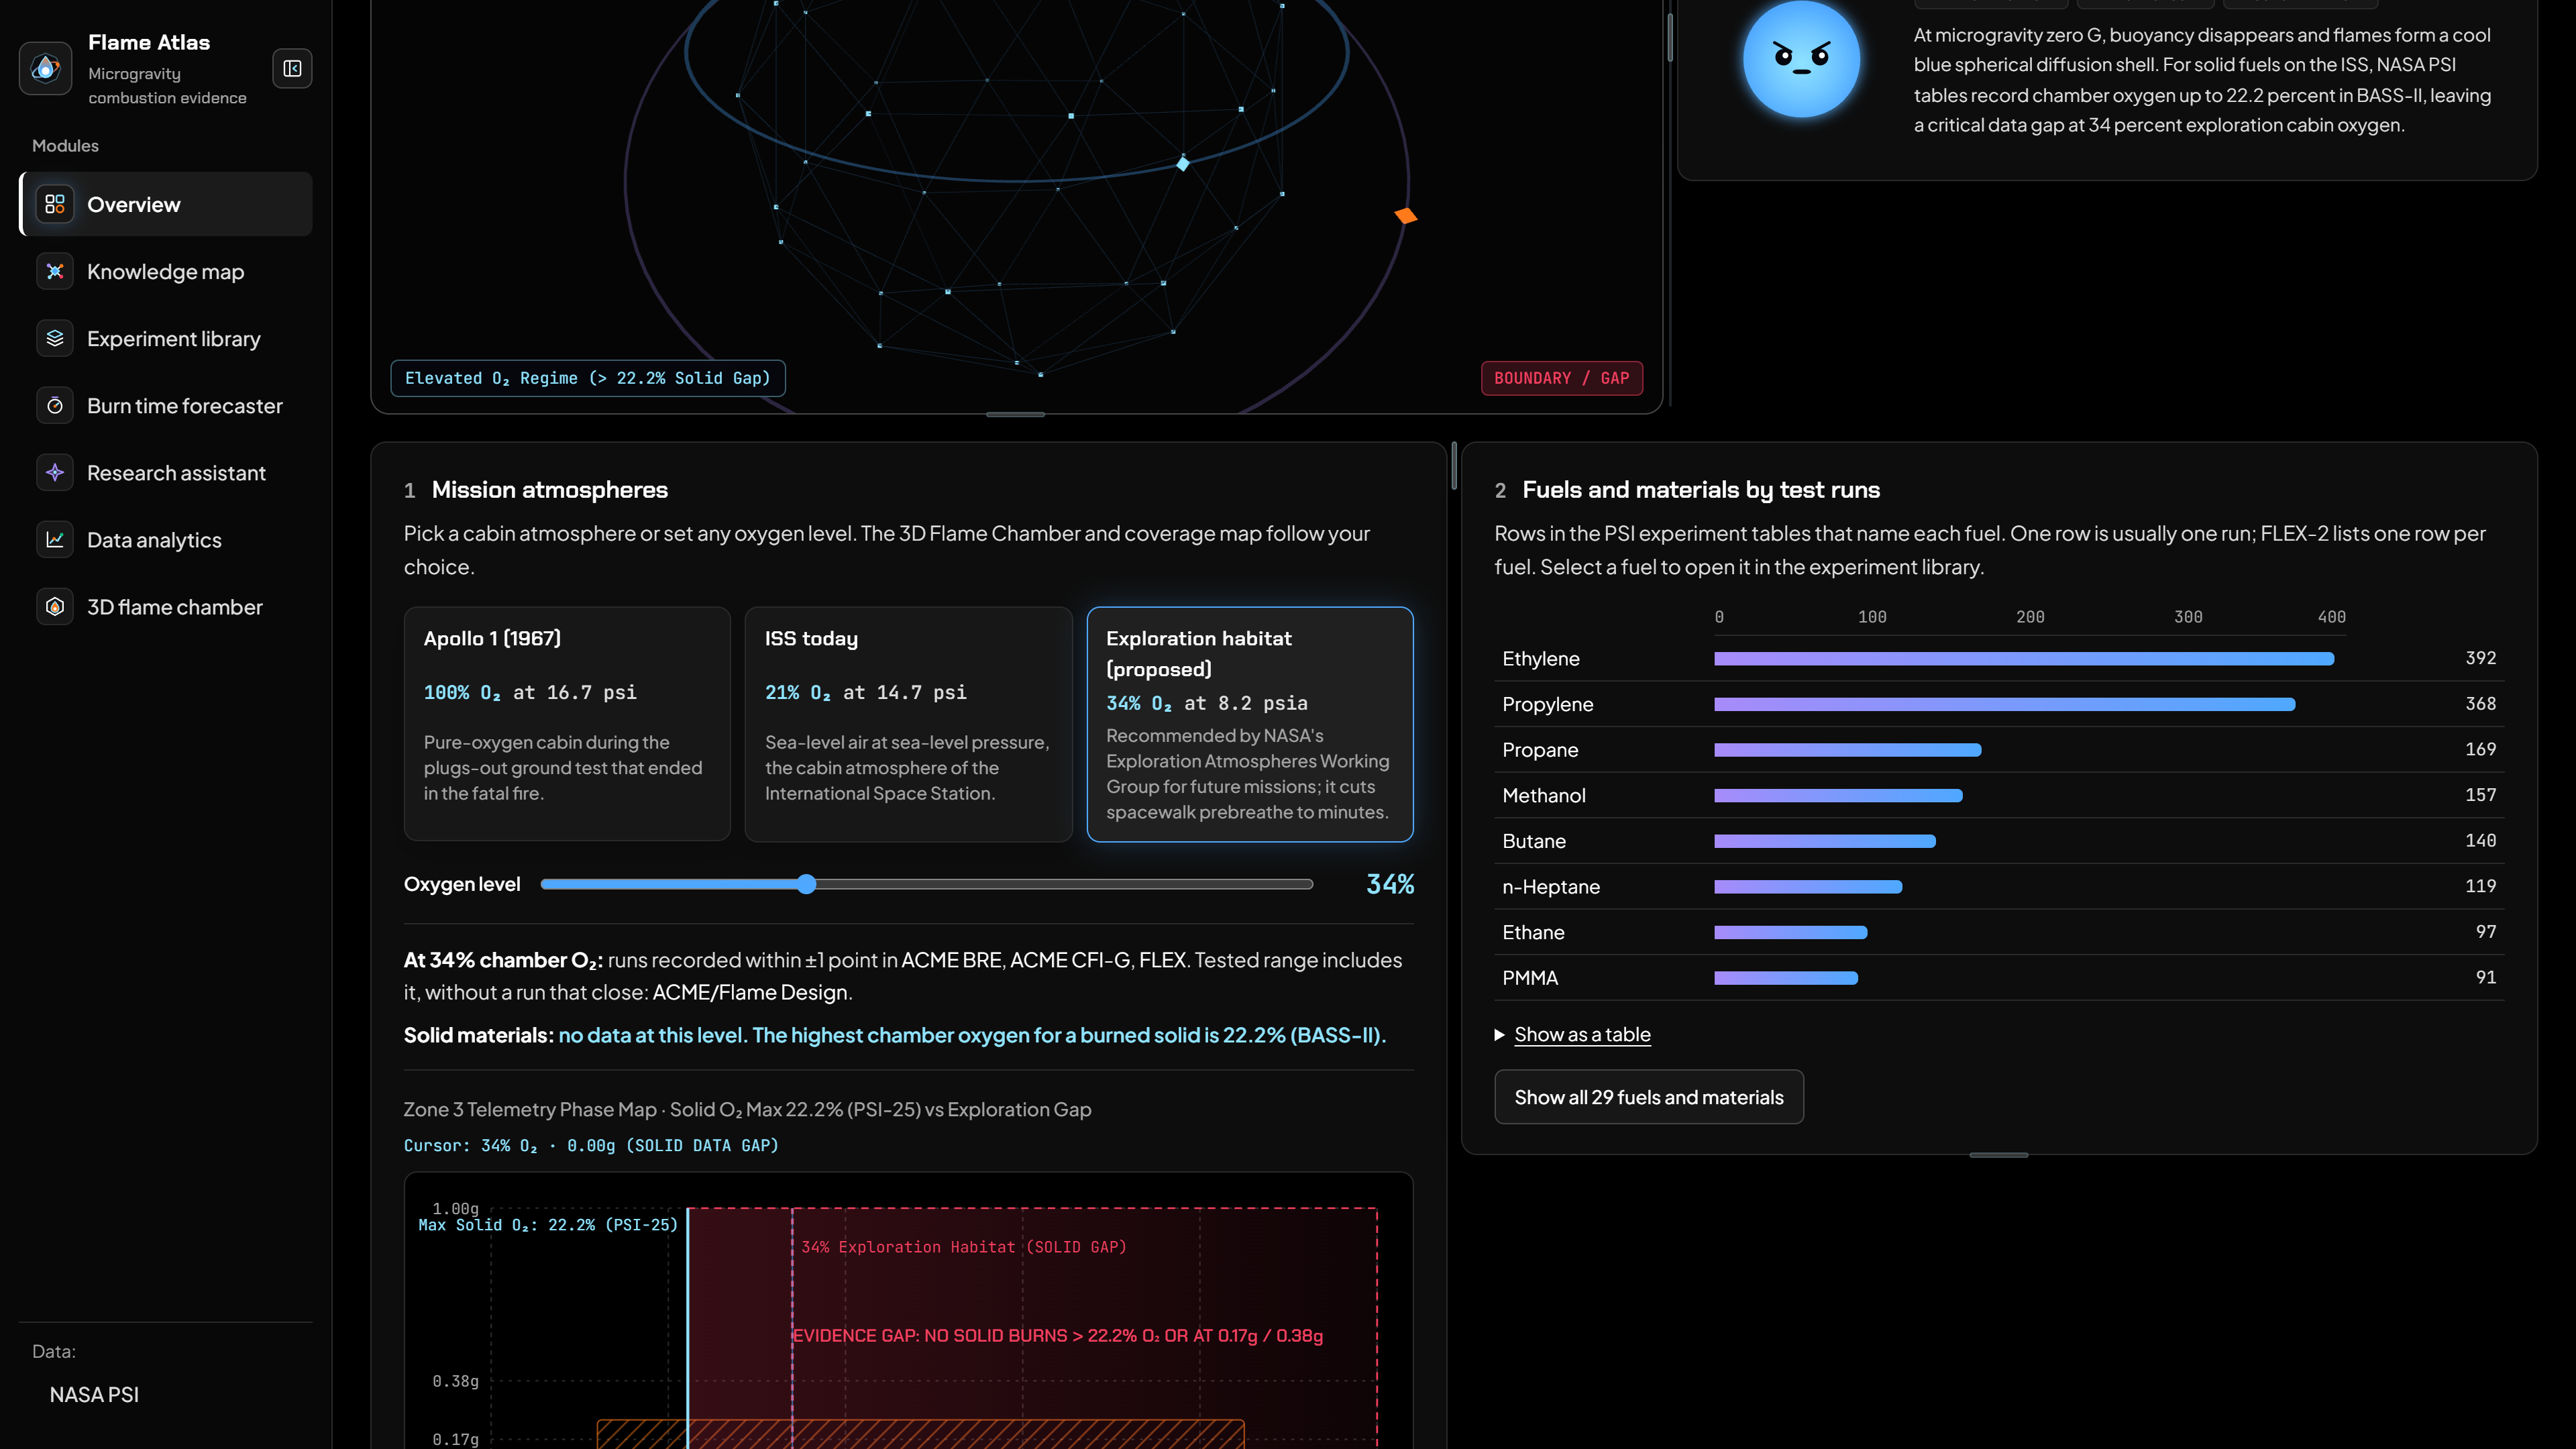 Flame Atlas
Microgravity
combustion evidence
Modules
Overview
Knowledge map
Experiment library
Burn time forecaster
Research assistant
Data analytics
3D flame chamber
Data:
NASA PSI
Elevated O₂ Regime (> 22.2% Solid Gap)
BOUNDARY / GAP
At microgravity zero G, buoyancy disappears and flames form a cool
blue spherical diffusion shell. For solid fuels on the ISS, NASA PSI
tables record chamber oxygen up to 22.2 percent in BASS-II, leaving
a critical data gap at 34 percent exploration cabin oxygen.
1 Mission atmospheres
Pick a cabin atmosphere or set any oxygen level. The 3D Flame Chamber and coverage map follow your
choice.
Apollo 1 (1967)
100% O₂ at 16.7 psi
Pure-oxygen cabin during the
plugs-out ground test that ended
in the fatal fire.
ISS today
21% O₂ at 14.7 psi
Sea-level air at sea-level pressure,
the cabin atmosphere of the
International Space Station.
Exploration habitat
(proposed)
34% O₂ at 8.2 psia
Recommended by NASA's
Exploration Atmospheres Working
Group for future missions; it cuts
spacewalk prebreathe to minutes.
Oxygen level 34%
At 34% chamber O₂: runs recorded within ±1 point in ACME BRE, ACME CFI-G, FLEX. Tested range includes
it, without a run that close: ACME/Flame Design.
Solid materials: no data at this level. The highest chamber oxygen for a burned solid is 22.2% (BASS-II).
Zone 3 Telemetry Phase Map · Solid O₂ Max 22.2% (PSI-25) vs Exploration Gap
Cursor: 34% O₂ · 0.00g (SOLID DATA GAP)
1.00g
Max Solid O₂: 22.2% (PSI-25)
34% Exploration Habitat (SOLID GAP)
EVIDENCE GAP: NO SOLID BURNS > 22.2% O₂ OR AT 0.17g / 0.38g
0.38g
0.17g
2 Fuels and materials by test runs
Rows in the PSI experiment tables that name each fuel. One row is usually one run; FLEX-2 lists one row per
fuel. Select a fuel to open it in the experiment library.
0 100 200 300 400
Ethylene 392
Propylene 368
Propane 169
Methanol 157
Butane 140
n-Heptane 119
Ethane 97
PMMA 91
Show as a table
Show all 29 fuels and materials